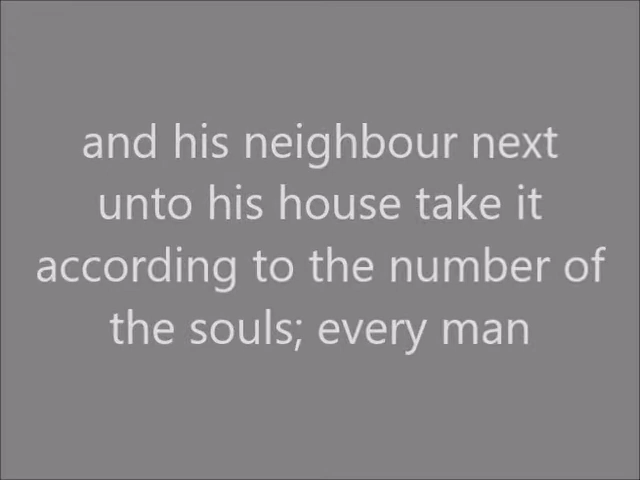 and his neighbour next
unto his house take it
according to the number of
the souls; every man